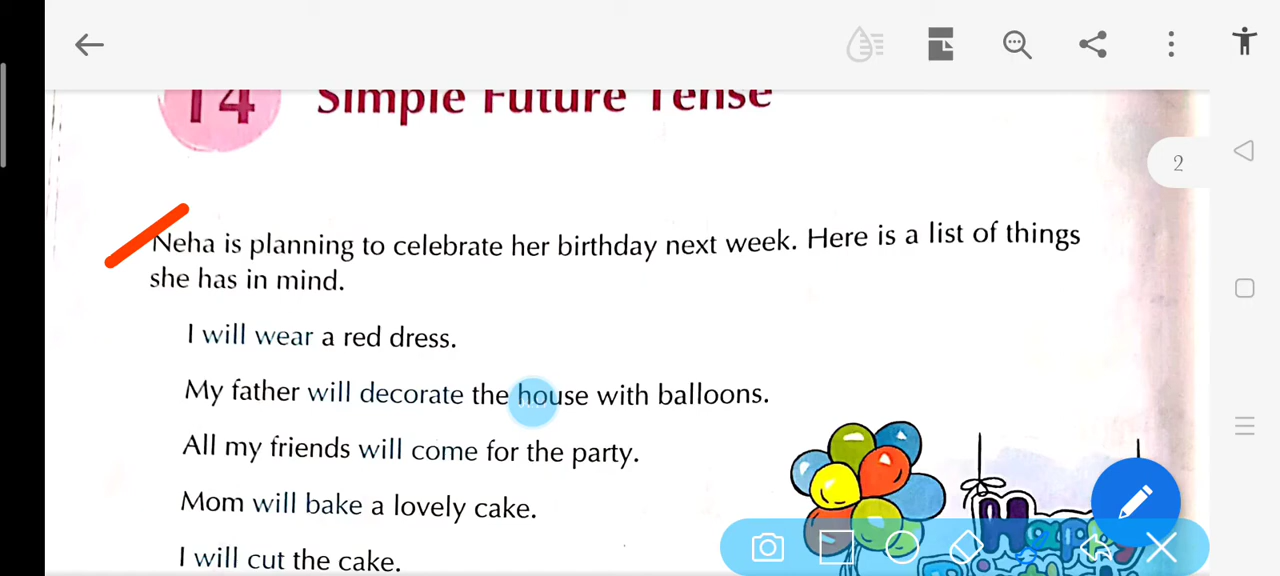 14 Simple Future Tense
2
Neha is planning to celebrate her birthday next week. Here is a list of things
she has in mind.
I will wear a red dress.
My father will decorate the house with balloons.
All my friends will come for the party.
Mom will bake a lovely cake.
I will cut the cake.
Happy